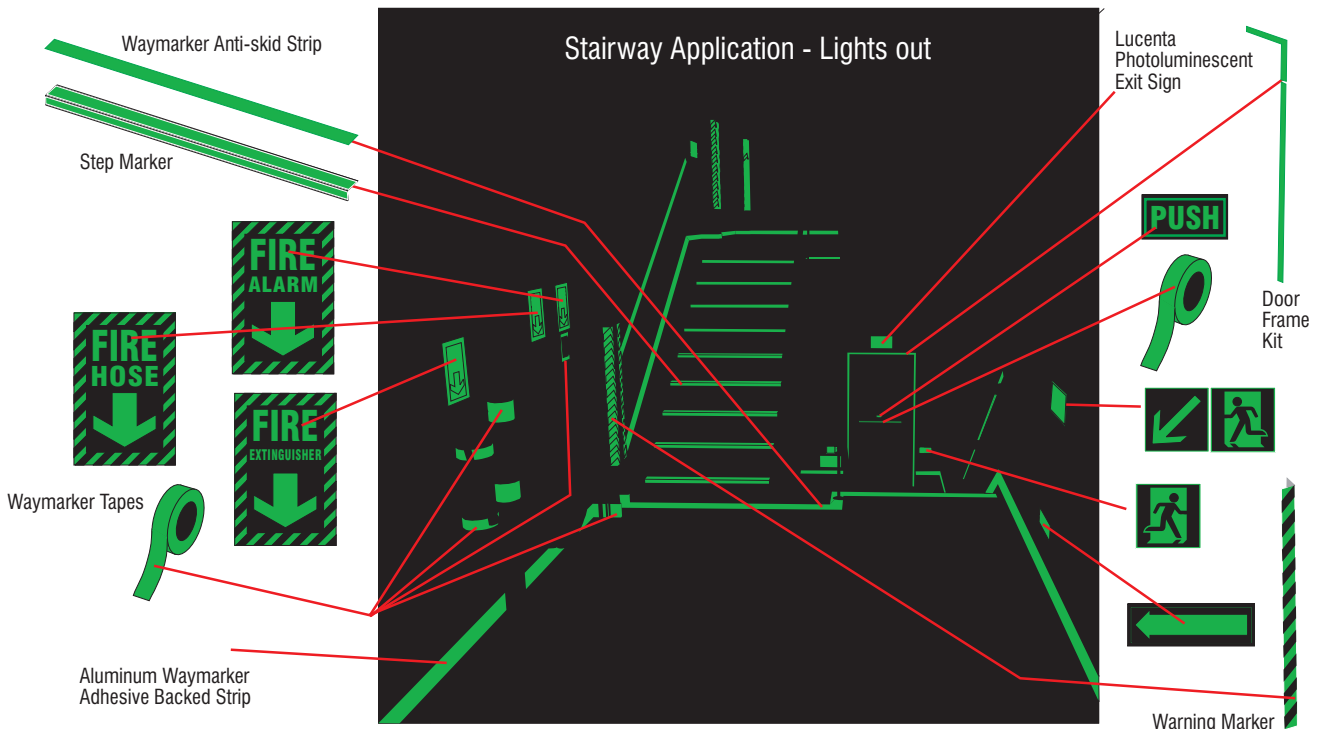 Stairway Application - Lights out
Waymarker Anti-skid Strip
Step Marker
FIRE
ALARM
FIRE
HOSE
FIRE
EXTINGUISHER
Waymarker Tapes
Aluminum Waymarker
Adhesive Backed Strip
Lucenta
Photoluminescent
Exit Sign
PUSH
Door
Frame
Kit
Warning Marker